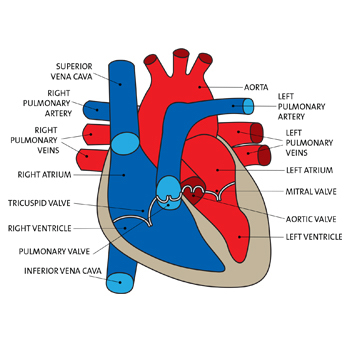 SUPERIOR
VENA CAVA
RIGHT
PULMONARY
ARTERY
RIGHT
PULMONARY
VEINS
RIGHT ATRIUM
TRICUSPID VALVE
RIGHT VENTRICLE
PULMONARY VALVE
INFERIOR VENA CAVA
AORTA
LEFT
PULMONARY
ARTERY
LEFT
PULMONARY
VEINS
LEFT ATRIUM
MITRAL VALVE
AORTIC VALVE
LEFT VENTRICLE